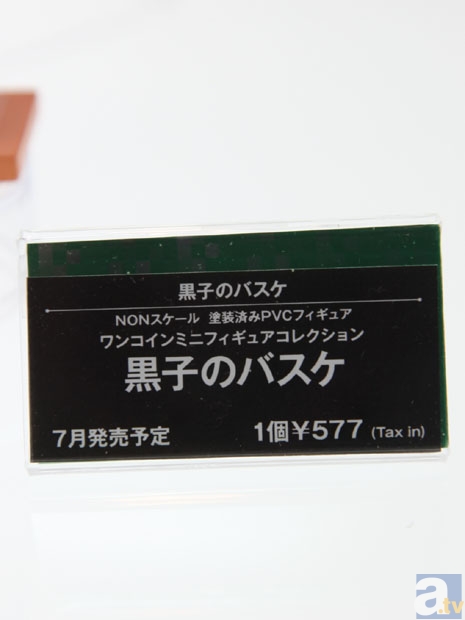 黒子のバスケ
NONスケール 塗装済みPVCフィギュア
ワンコインミニフィギュアコレクション
黒子のバスケ
7月発売予定 1個¥577 (Tax in)
a.tv